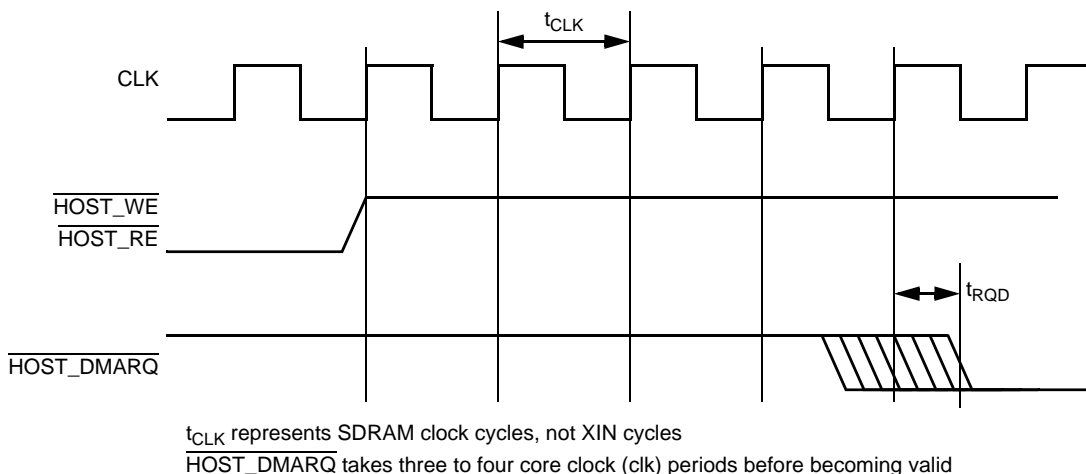 tCLK
CLK
HOST_WE
HOST_RE
tRQD
HOST_DMARQ
tCLK represents SDRAM clock cycles, not XIN cycles
HOST_DMARQ takes three to four core clock (clk) periods before becoming valid